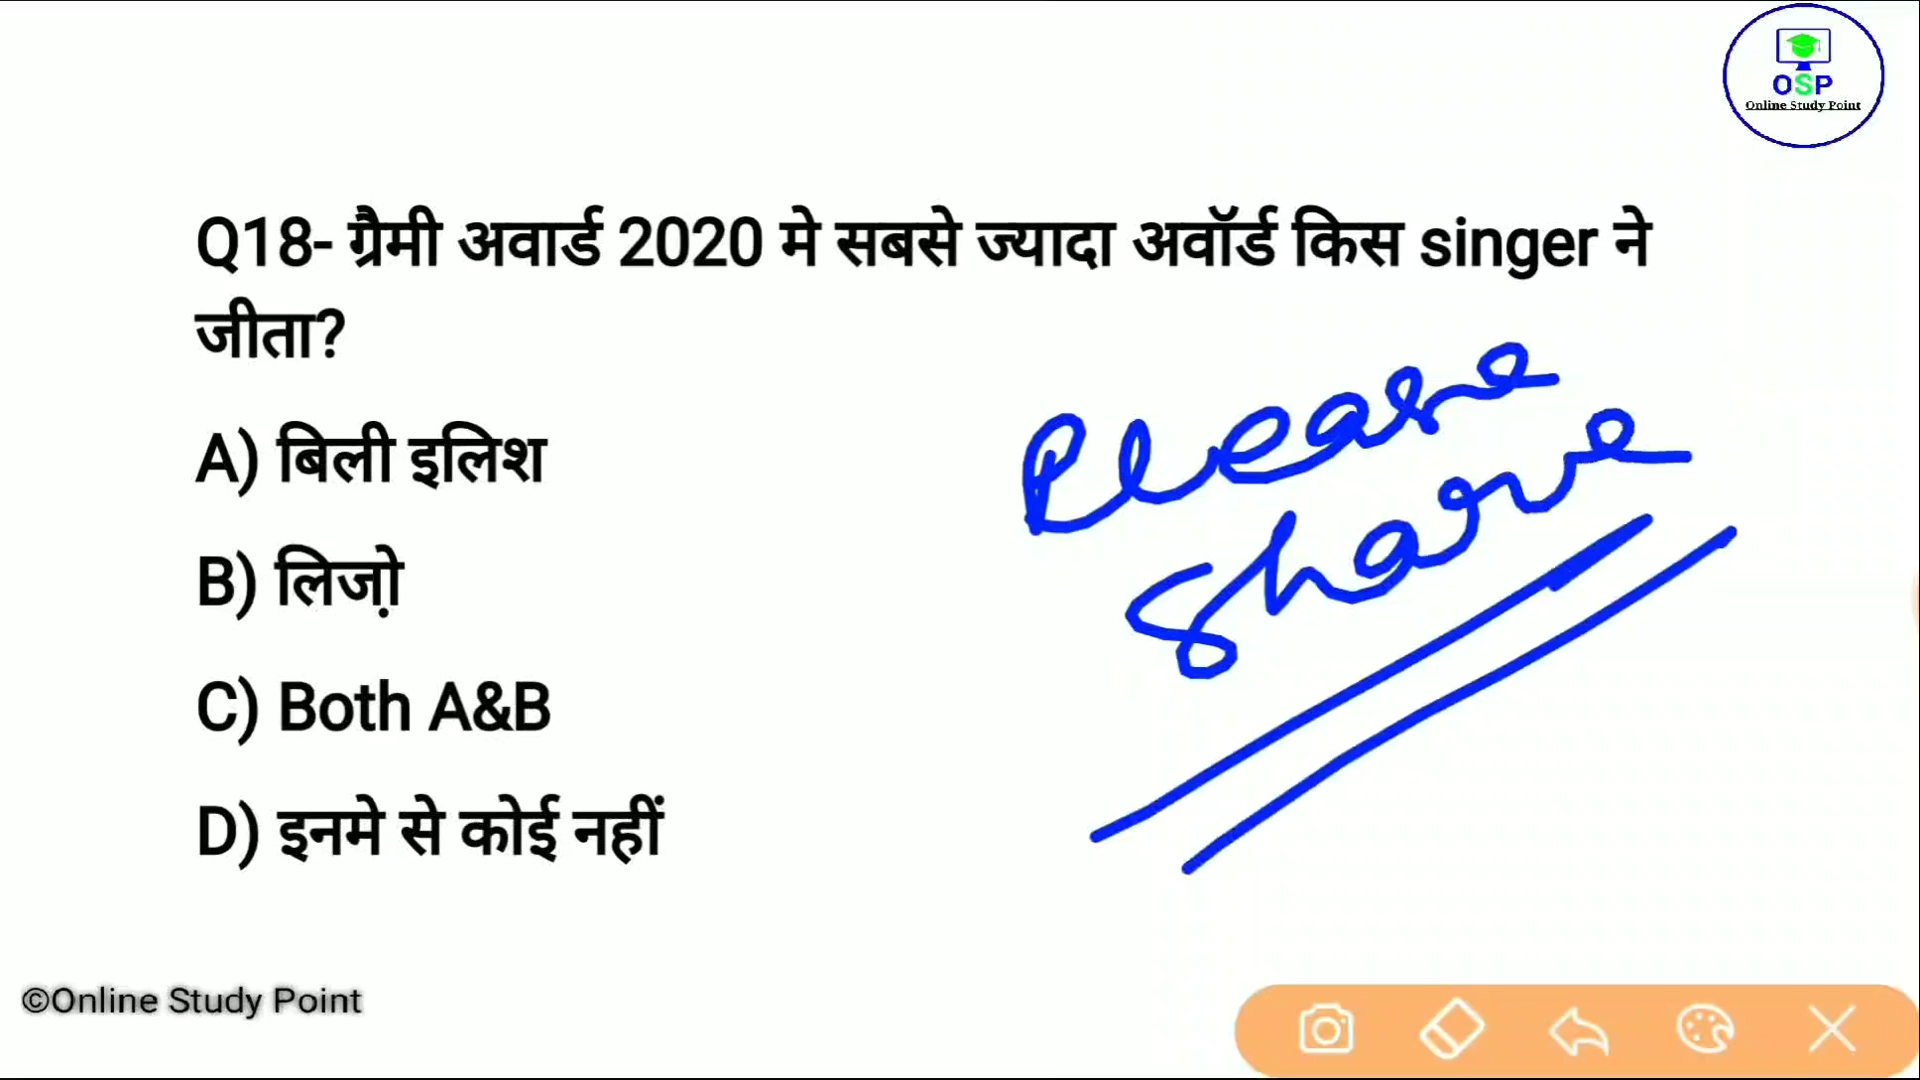 OSP
Online Study Point
Q18- ग्रैमी अवार्ड 2020 मे सबसे ज्यादा अवॉर्ड किस singer ने
जीता?
Please
Share
A) बिली इलिश
B) लिजो़
C) Both A&B
D) इनमे से कोई नहीं
©Online Study Point